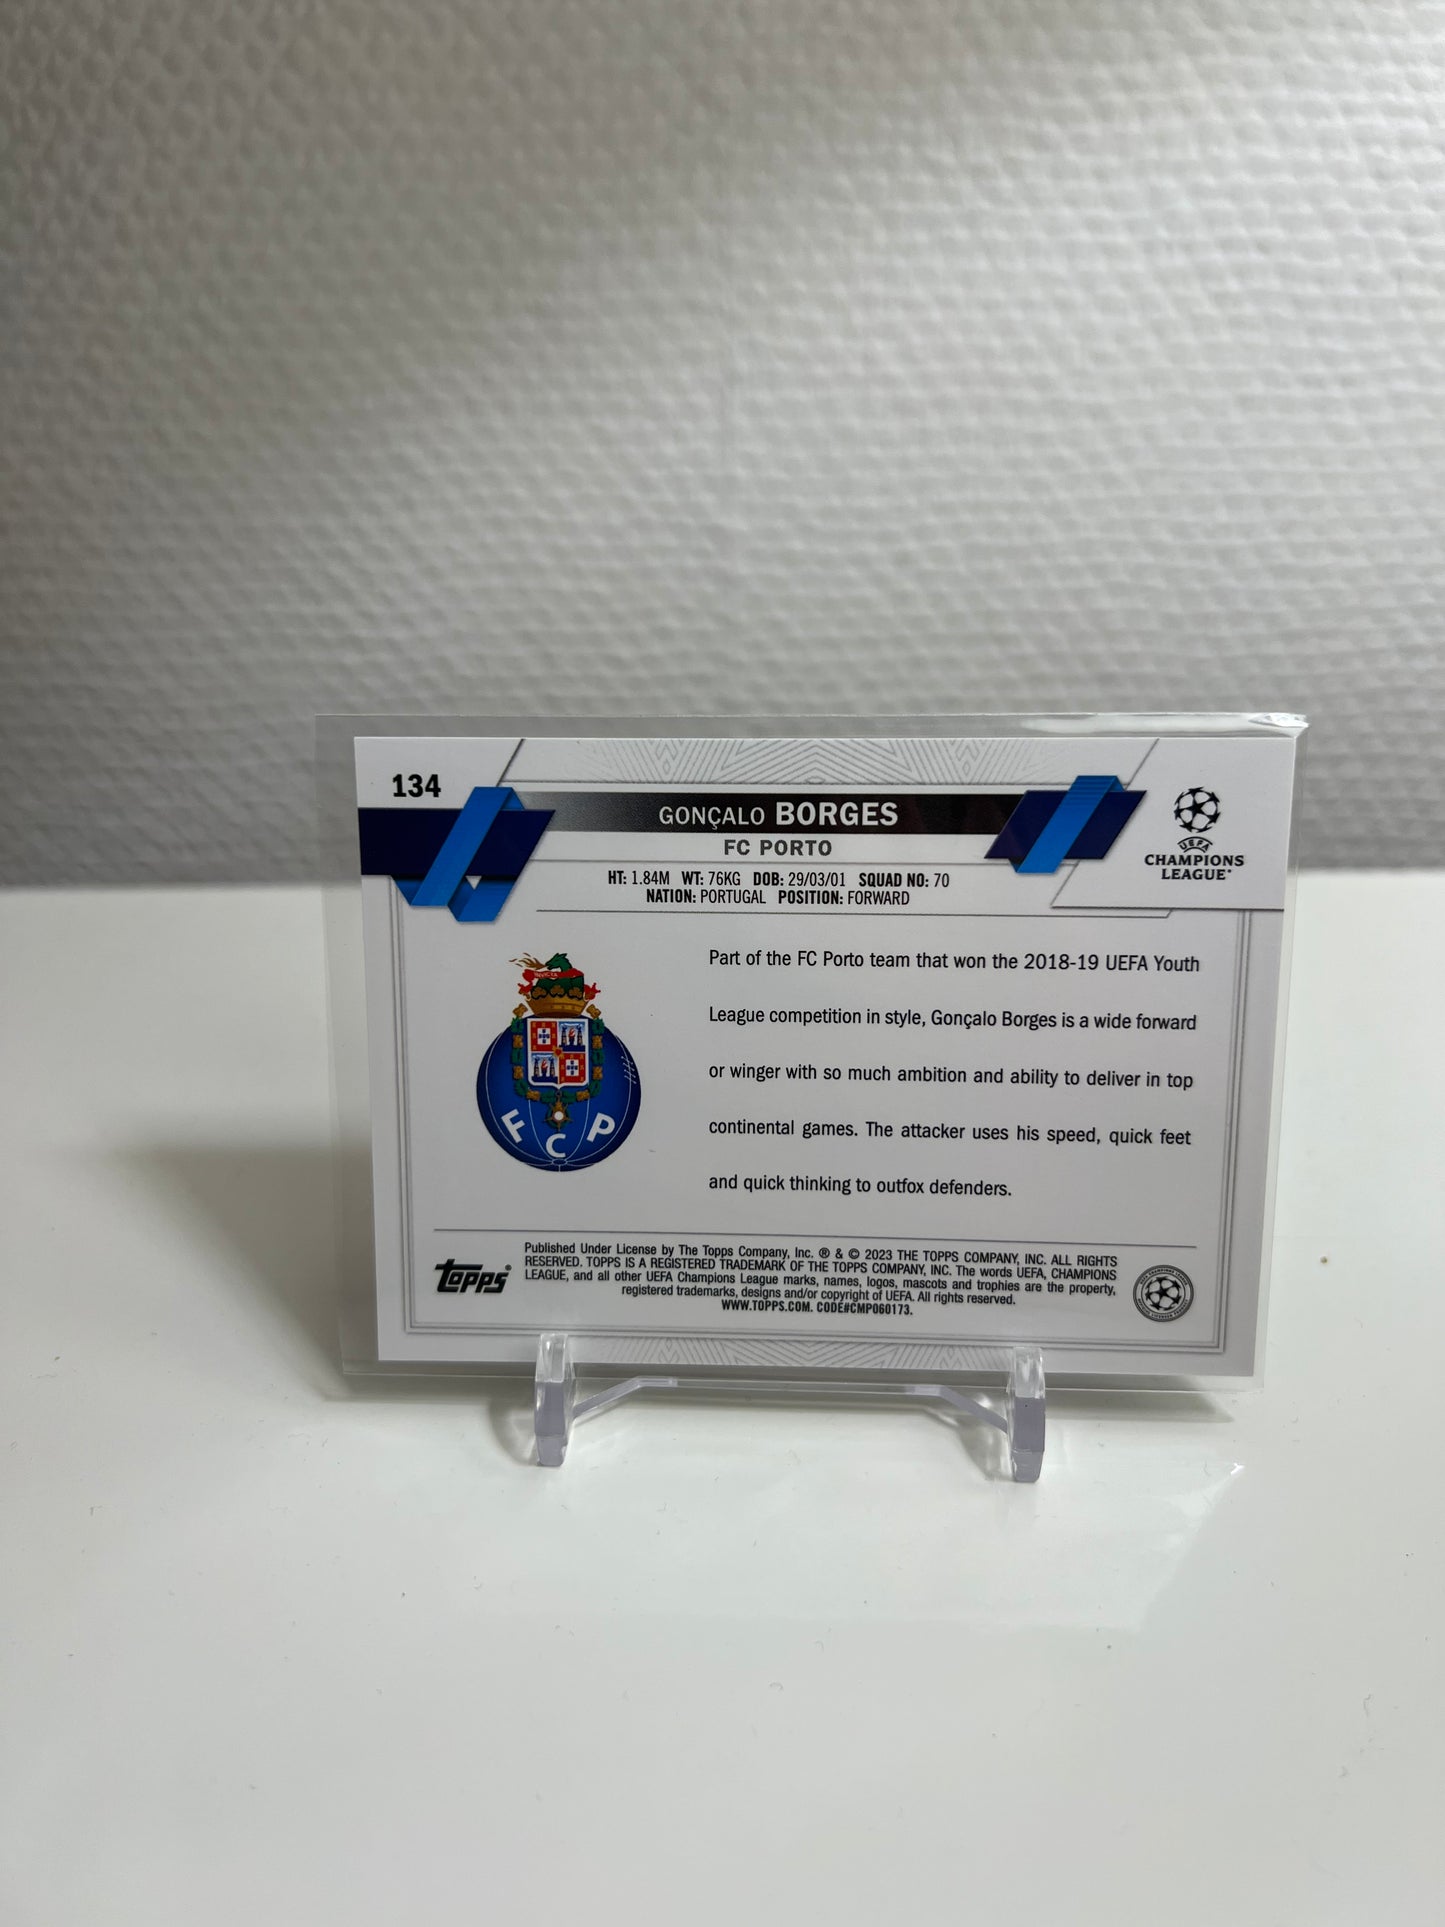 134
GONÇALO BORGES
FC PORTO
HT: 1.84M WT: 76KG DOB: 29/03/01 SQUAD NO: 70
NATION: PORTUGAL POSITION: FORWARD
UEFA
CHAMPIONS
LEAGUE®
INVICTA
FCP
Part of the FC Porto team that won the 2018-19 UEFA Youth
League competition in style, Gonçalo Borges is a wide forward
or winger with so much ambition and ability to deliver in top
continental games. The attacker uses his speed, quick feet
and quick thinking to outfox defenders.
topps®
Published Under License by The Topps Company, Inc. ® & © 2023 THE TOPPS COMPANY, INC. ALL RIGHTS
RESERVED. TOPPS IS A REGISTERED TRADEMARK OF THE TOPPS COMPANY, INC. The words UEFA, CHAMPIONS
LEAGUE, and all other UEFA Champions League marks, names, logos, mascots and trophies are the property,
registered trademarks, designs and/or copyright of UEFA. All rights reserved.
WWW.TOPPS.COM. CODE#CMP060173.